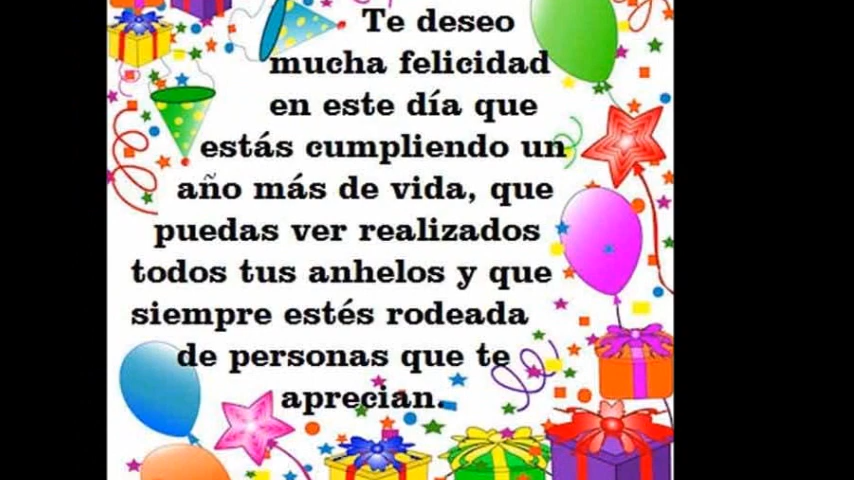 Te deseo
mucha felicidad
en este día que
estás cumpliendo un
año más de vida, que
puedas ver realizados
todos tus anhelos y que
siempre estés rodeada
de personas que te
aprecian.